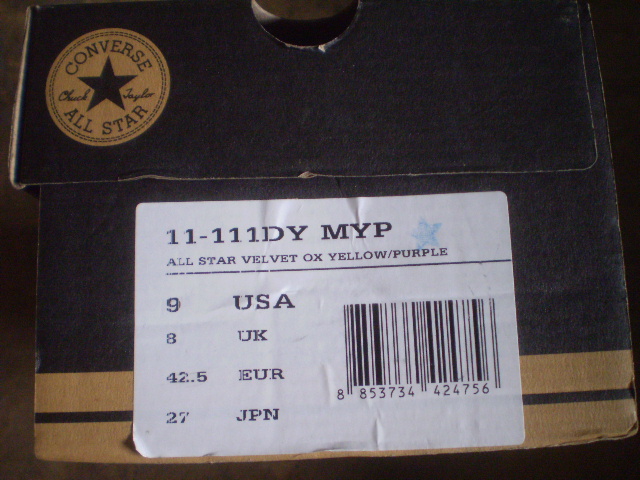 CONVERSE
Chuck Taylor
ALL STAR
11-111DY MYP
ALL STAR VELVET OX YELLOW/PURPLE
9 USA
8 UK
42.5 EUR
27 JPN
8 853734 424756